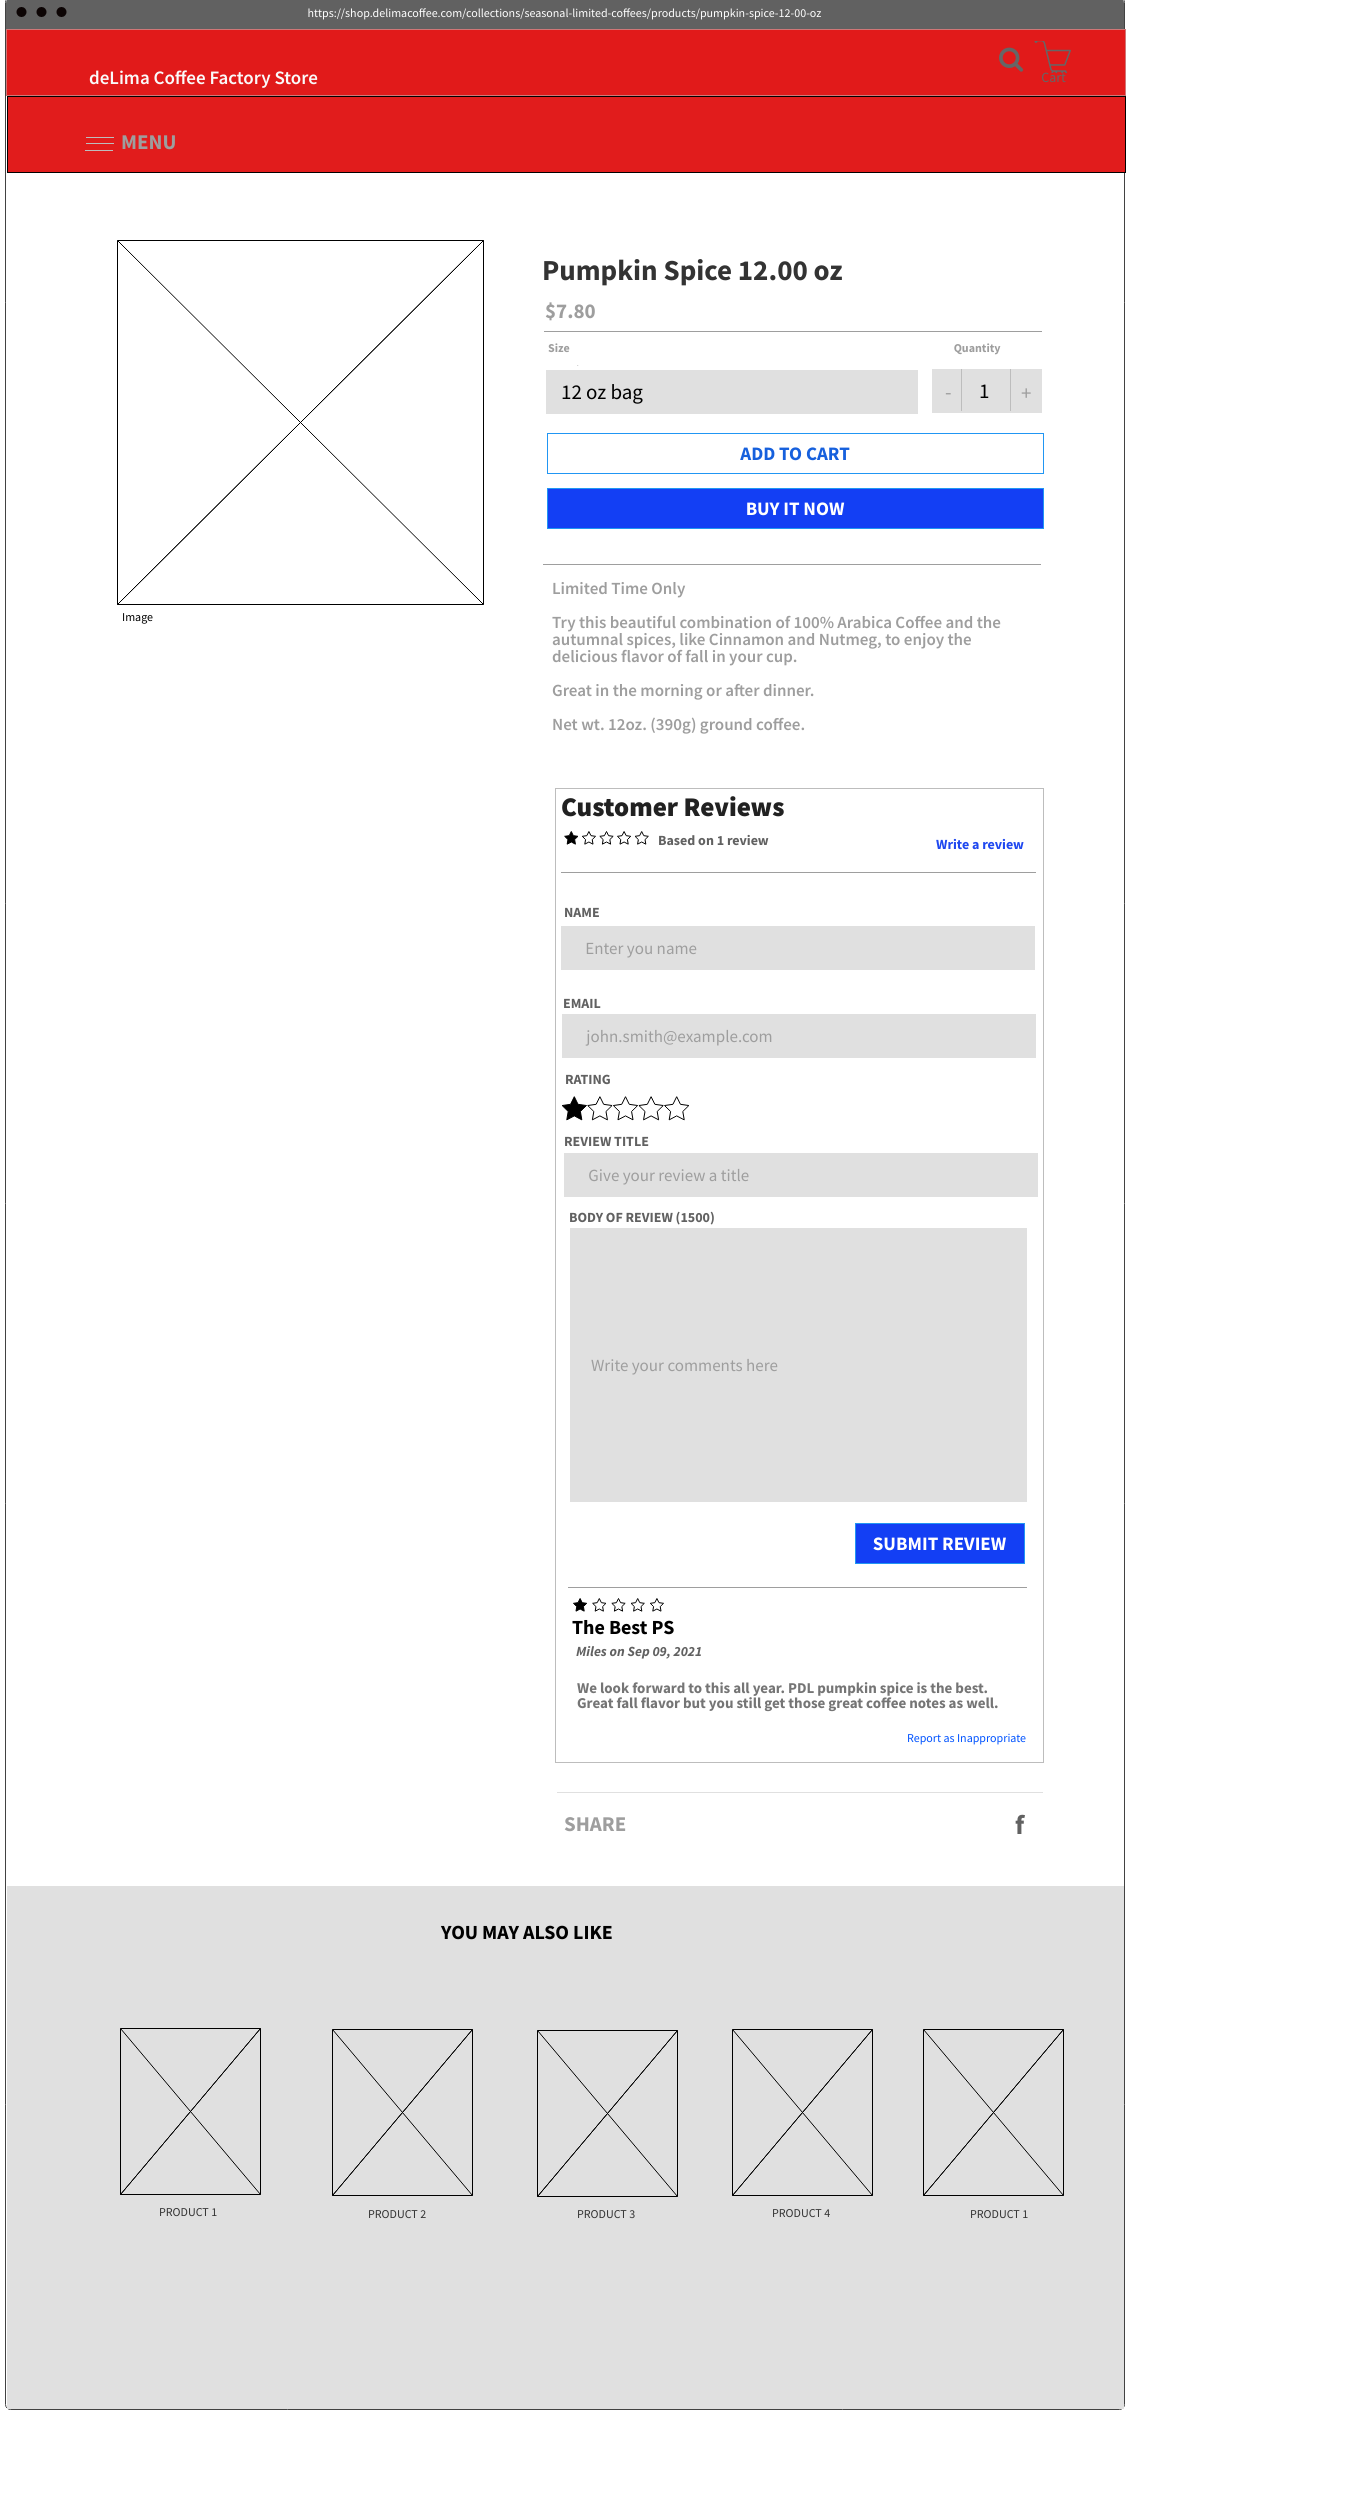 https://shop.delimacoffee.com/collections/seasonal-limited-coffees/products/pumpkin-spice-12-00-oz
deLima Coffee Factory Store
Cart
MENU
Pumpkin Spice 12.00 oz
$7.80
Size
Quantity
12 oz bag
- 1 +
ADD TO CART
BUY IT NOW
Limited Time Only
Try this beautiful combination of 100% Arabica Coffee and the
autumnal spices, like Cinnamon and Nutmeg, to enjoy the
delicious flavor of fall in your cup.
Great in the morning or after dinner.
Net wt. 12oz. (390g) ground coffee.
Image
Customer Reviews
Based on 1 review
Write a review
NAME
Enter you name
EMAIL
john.smith@example.com
RATING
REVIEW TITLE
Give your review a title
BODY OF REVIEW (1500)
Write your comments here
SUBMIT REVIEW
The Best PS
Miles on Sep 09, 2021
We look forward to this all year. PDL pumpkin spice is the best.
Great fall flavor but you still get those great coffee notes as well.
Report as Inappropriate
SHARE
f
YOU MAY ALSO LIKE
PRODUCT 1
PRODUCT 2
PRODUCT 3
PRODUCT 4
PRODUCT 1